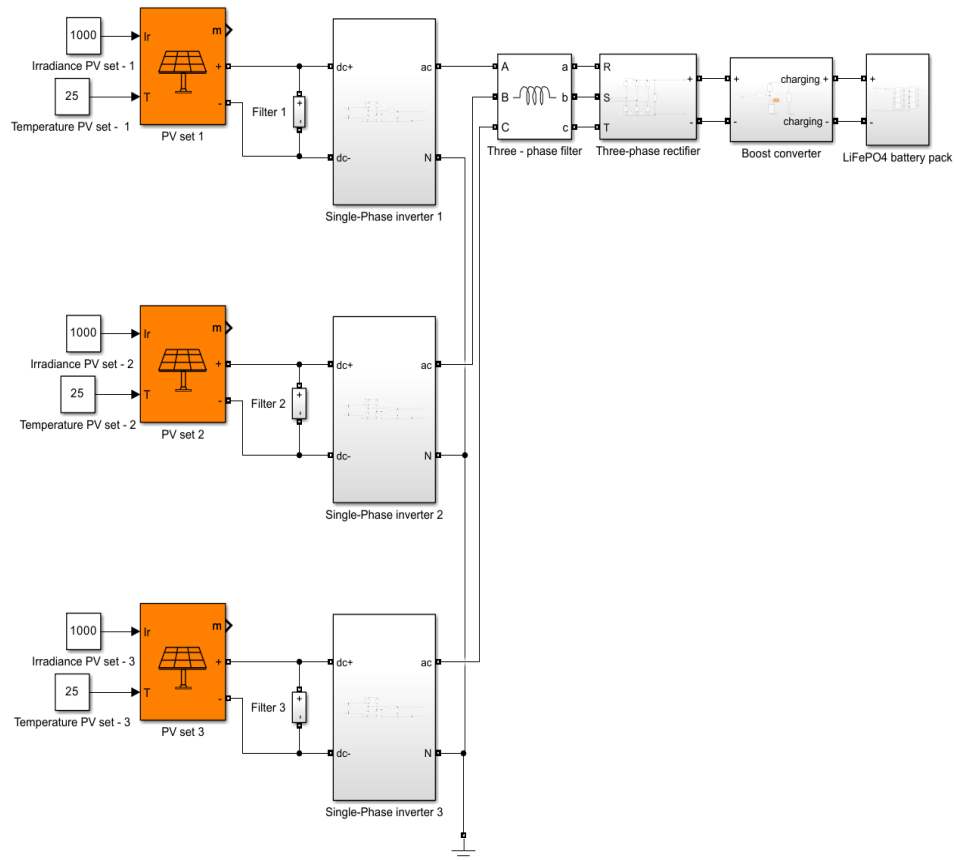 1000
Ir
m
Irradiance PV set - 1
+
25
T
-
Temperature PV set -  1
PV set 1
Filter 1
+
-
dc+
ac
dc-
N
Single-Phase inverter 1
A
a
B
b
C
c
Three - phase filter
R
+
S
T
-
Three-phase rectifier
+
charging +
-
charging -
Boost converter
+
-
LiFePO4 battery pack
1000
Ir
m
Irradiance PV set - 2
+
25
T
-
Temperature PV set - 2
PV set 2
Filter 2
+
-
dc+
ac
dc-
N
Single-Phase inverter 2
1000
Ir
m
Irradiance PV set - 3
+
25
T
-
Temperature PV set - 3
PV set 3
Filter 3
+
-
dc+
ac
dc-
N
Single-Phase inverter 3